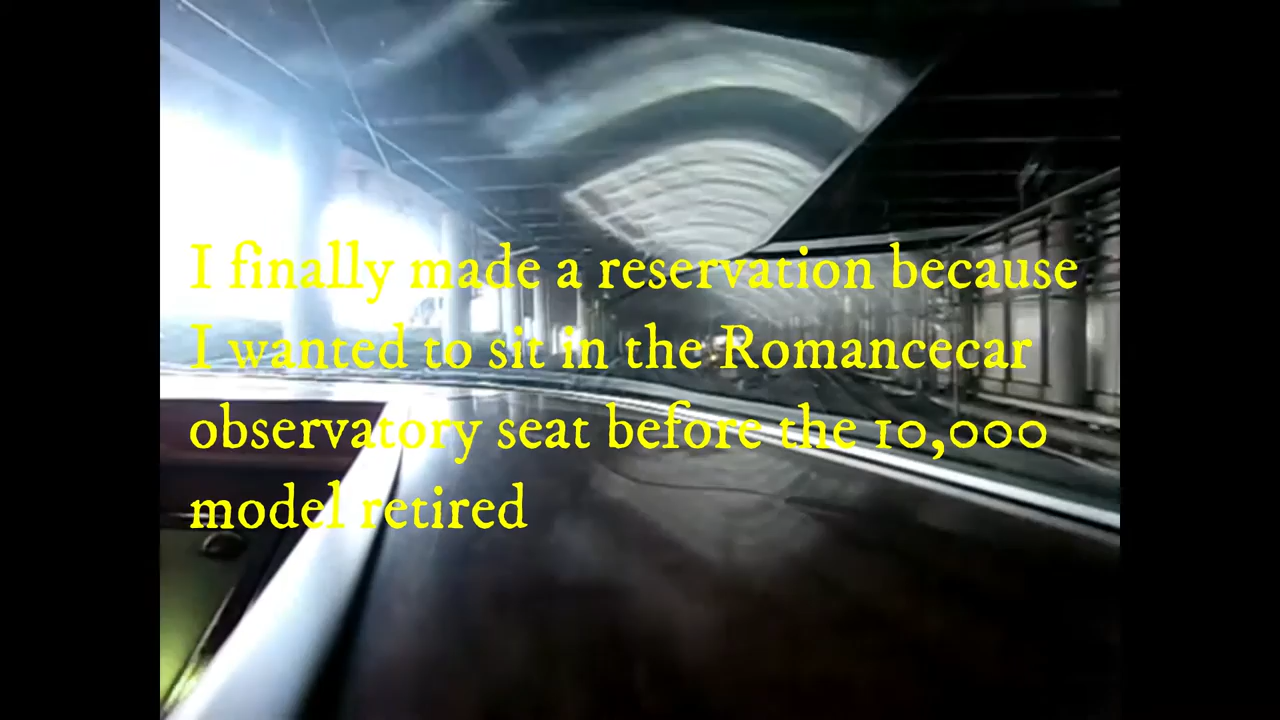 I finally made a reservation because
I wanted to sit in the Romancecar
observatory seat before the 10,000
model retired